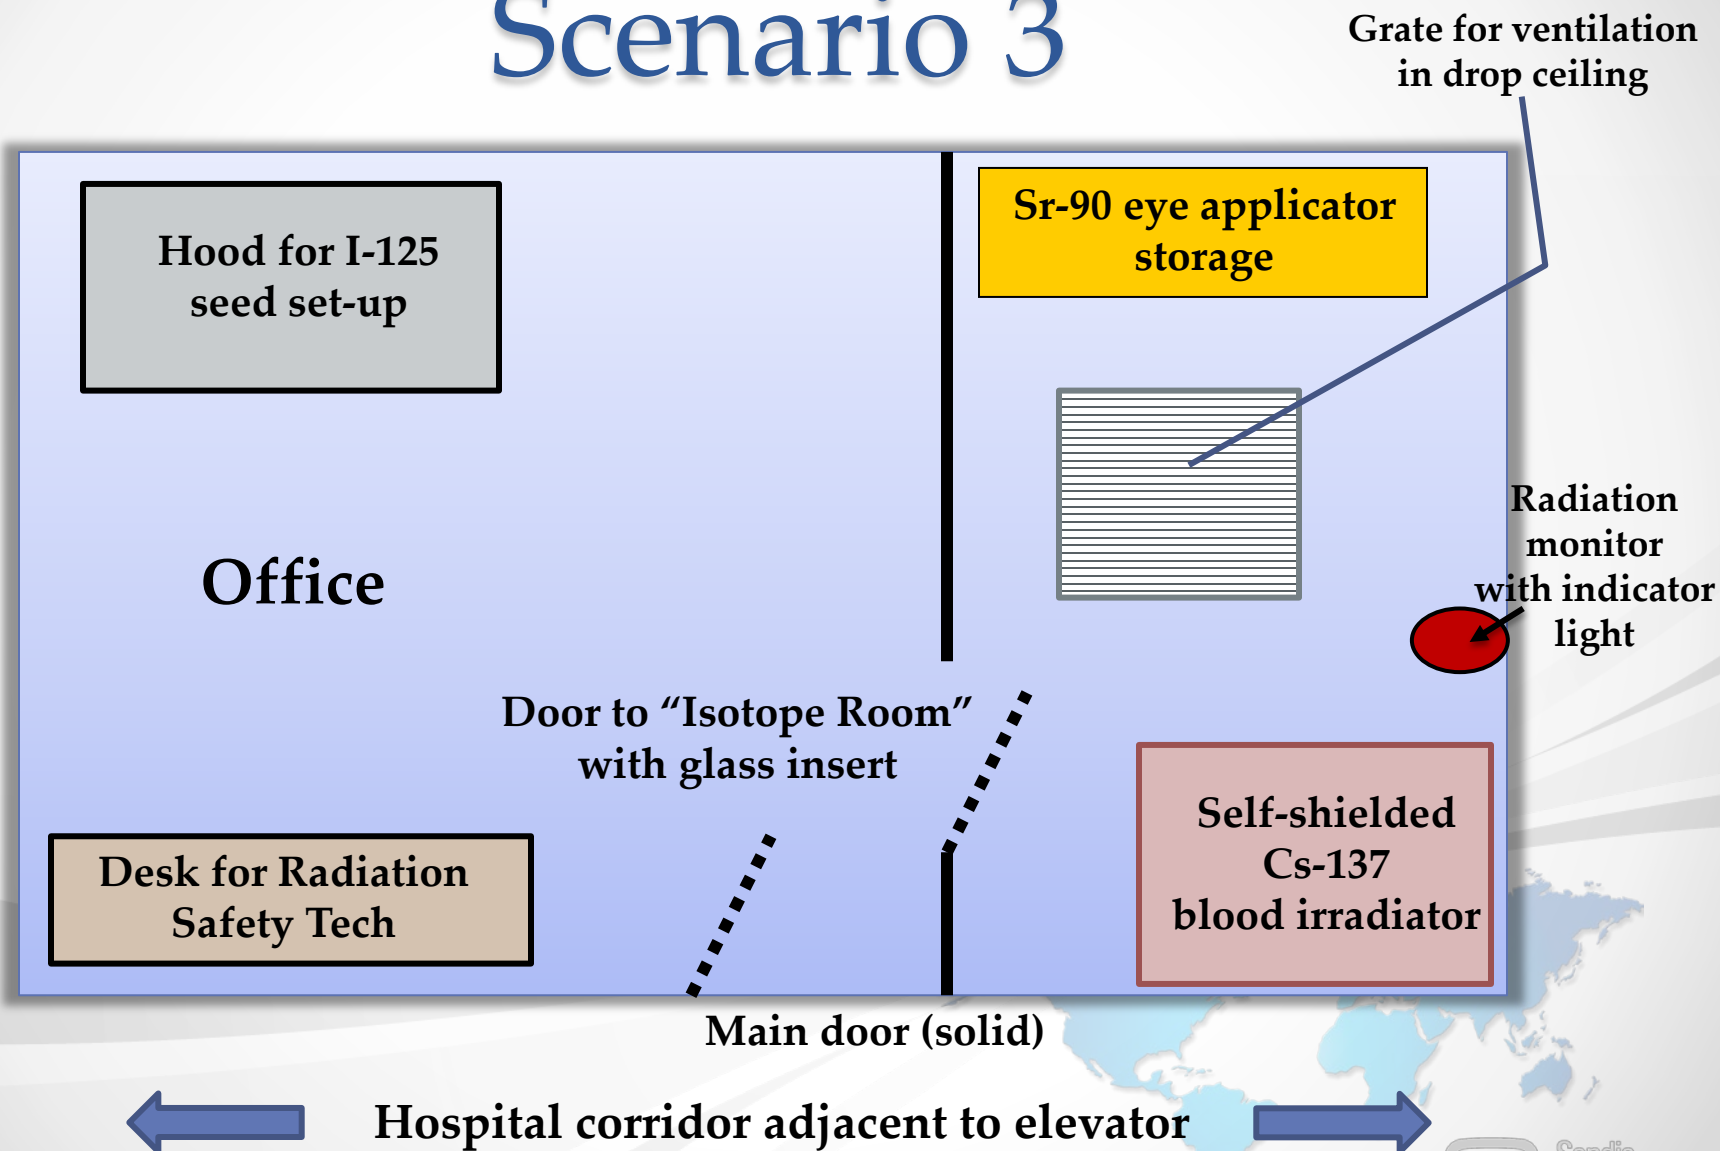 Scenario 3
Grate for ventilation
in drop ceiling
Hood for I-125
seed set-up
Sr-90 eye applicator
storage
Radiation
monitor
with indicator
light
Office
Door to “Isotope Room”
with glass insert
Self-shielded
Cs-137
blood irradiator
Desk for Radiation
Safety Tech
Main door (solid)
Hospital corridor adjacent to elevator
Sandia